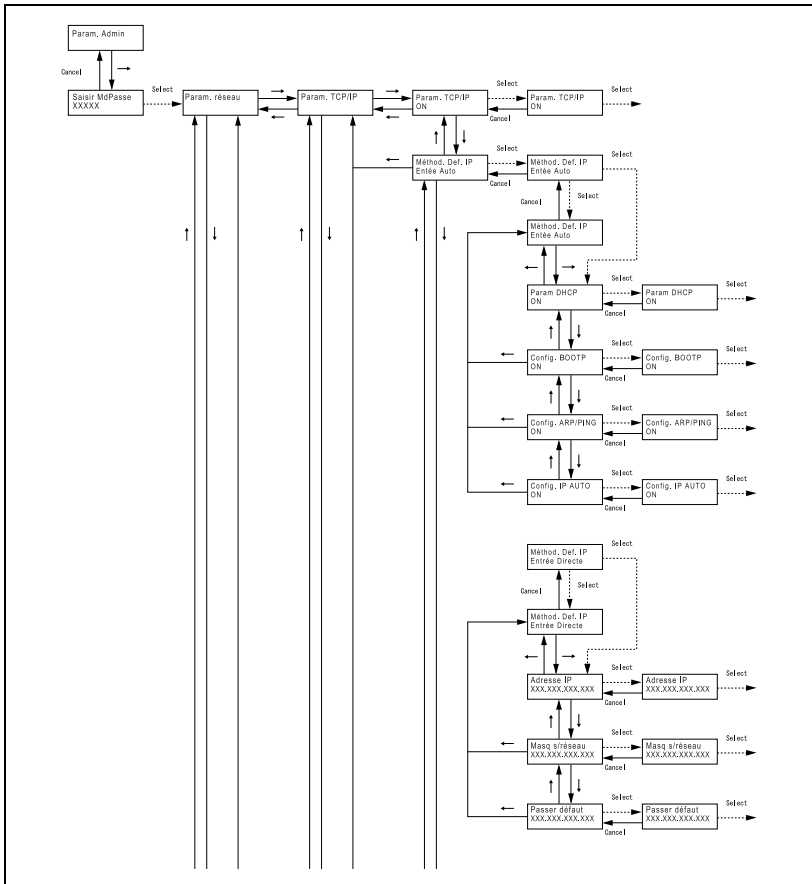 Param. Admin
Cancel
→
Saisir MdPasse
XXXXX
Select
Param. réseau
→
←
Param. TCP/IP
→
←
Param. TCP/IP
ON
Select
Cancel
Param. TCP/IP
ON
Select
↑
↓
←
Méthod. Def. IP
Entée Auto
Select
Cancel
Méthod. Def. IP
Entée Auto
Select
Cancel
Select
Méthod. Def. IP
Entée Auto
↑
↓
↑
↓
↑
↓
←
→
Param DHCP
ON
Select
Cancel
Param DHCP
ON
Select
↑
↓
←
Config. BOOTP
ON
Select
Cancel
Config. BOOTP
ON
Select
↑
↓
←
Config. ARP/PING
ON
Select
Cancel
Config. ARP/PING
ON
Select
↑
↓
←
Config. IP AUTO
ON
Select
Cancel
Config. IP AUTO
ON
Select
Méthod. Def. IP
Entrée Directe
Select
Cancel
Select
Méthod. Def. IP
Entrée Directe
←
→
Adresse IP
XXX.XXX.XXX.XXX
Select
Cancel
Adresse IP
XXX.XXX.XXX.XXX
Select
↑
↓
←
Masq s/réseau
XXX.XXX.XXX.XXX
Select
Cancel
Masq s/réseau
XXX.XXX.XXX.XXX
Select
↑
↓
←
Passer défaut
XXX.XXX.XXX.XXX
Select
Cancel
Passer défaut
XXX.XXX.XXX.XXX
Select